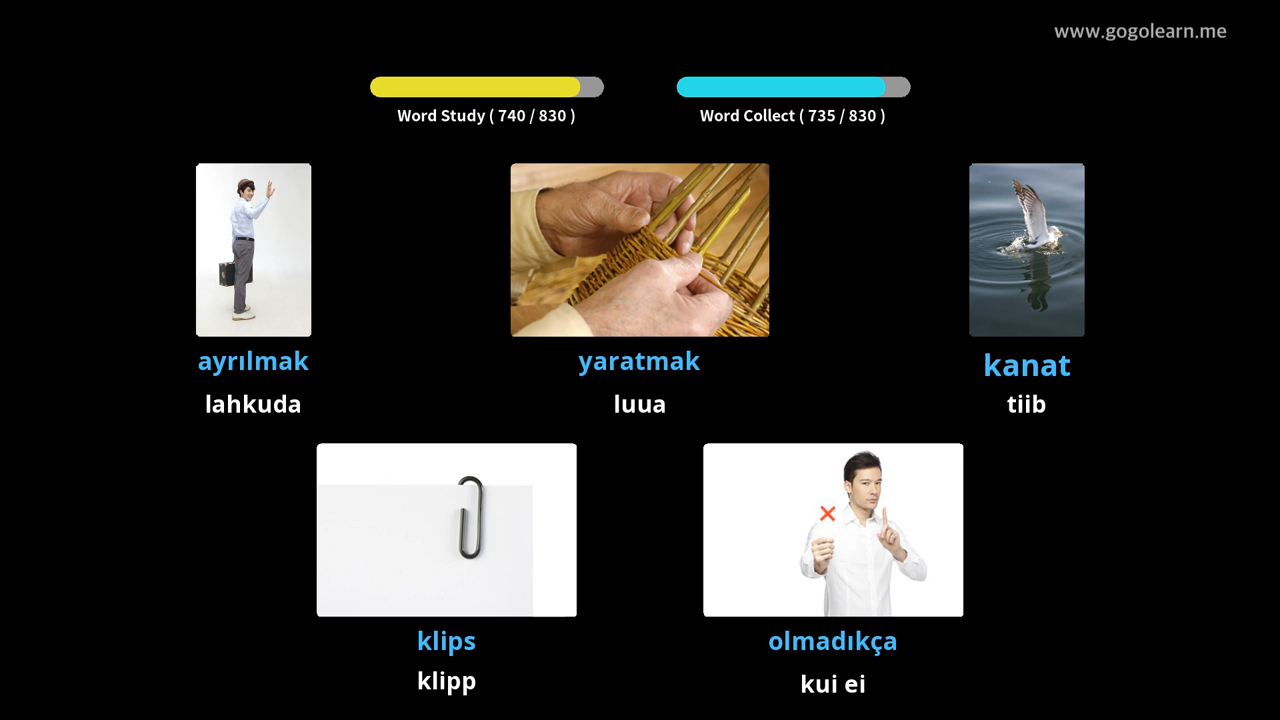 www.gogolearn.me
Word Study ( 740 / 830 )
Word Collect ( 735 / 830 )
ayrılmak
lahkuda
yaratmak
luua
kanat
tiib
klips
klipp
olmadıkça
kui ei